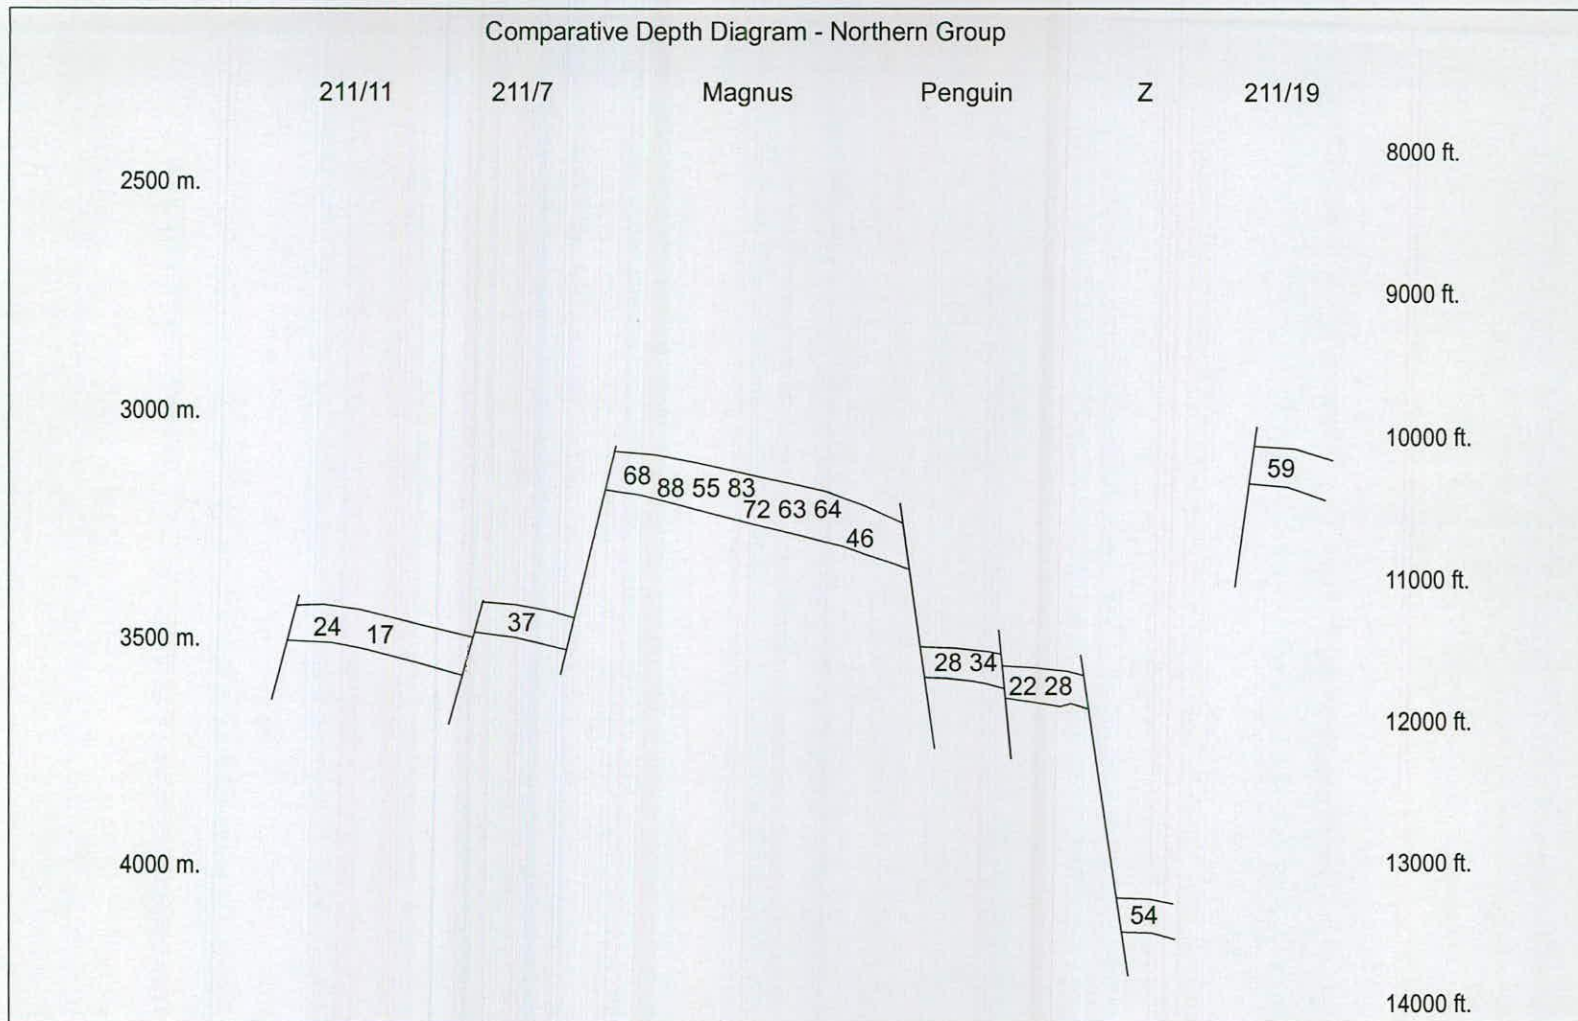 Comparative Depth Diagram - Northern Group
211/11 211/7 Magnus Penguin Z 211/19
8000 ft.
2500 m.
9000 ft.
3000 m.
10000 ft.
59
68
88 55 83
72 63 64
46
11000 ft.
37
24 17
3500 m.
28 34
22 28
12000 ft.
4000 m.
13000 ft.
54
14000 ft.